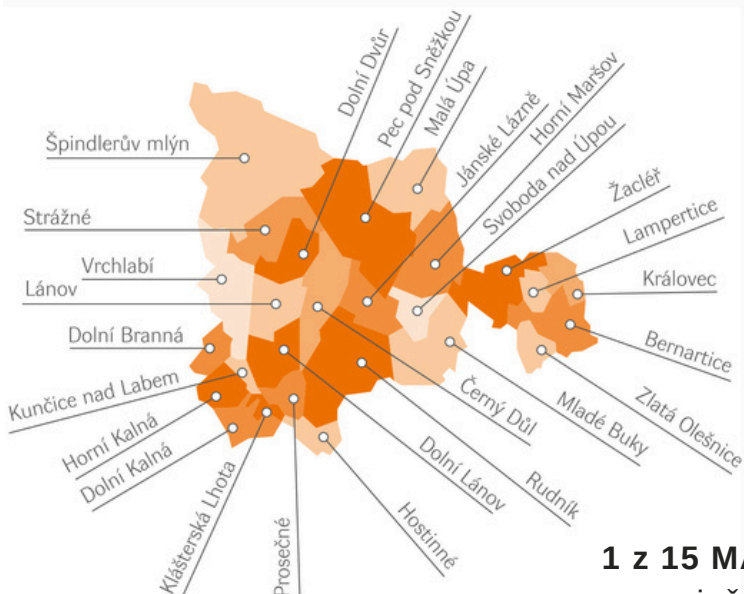 Dolní Dvůr
Pec pod Sněžkou
Malá Úpa
Jánské Lázně
Horní Maršov
Svoboda nad Úpou
Žacléř
Lampertice
Královec
Bernartice
Zlatá Olešnice
Mladé Buky
Černý Důl
Rudník
Dolní Lánov
Hostinné
Prosečné
Klášterská Lhota
Dolní Kalná
Horní Kalná
Kunčice nad Labem
Dolní Branná
Lánov
Vrchlabí
Strážné
Špindlerův mlýn
1 z 15